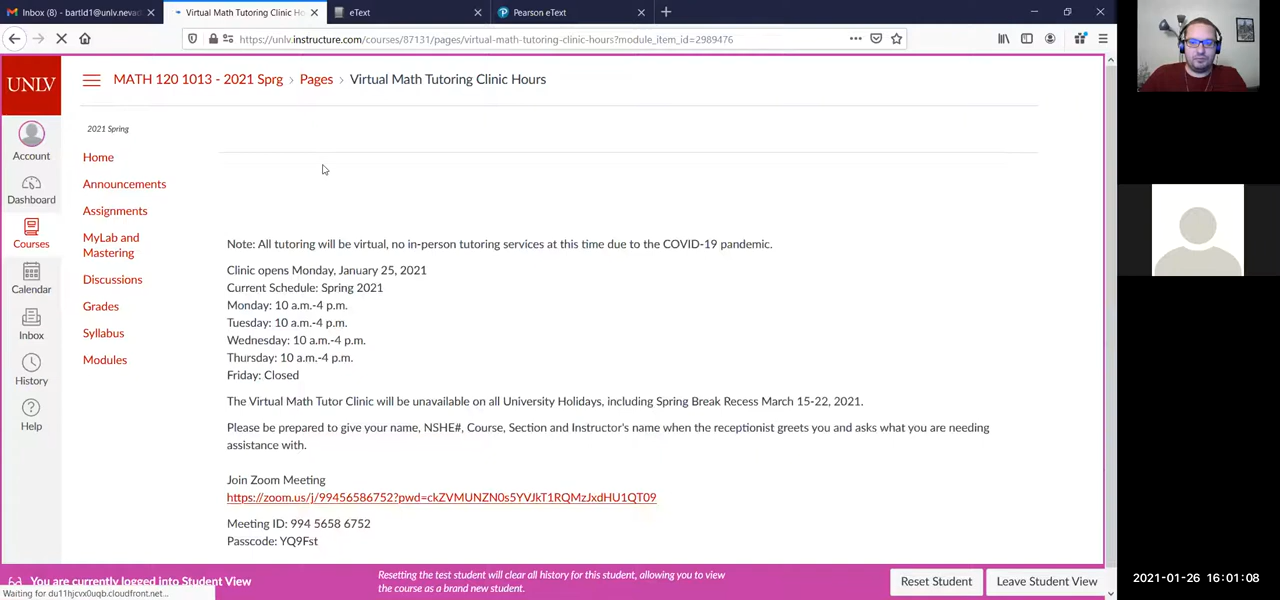 Inbox (8) - bartld1@unlv.nevad
Virtual Math Tutoring Clinic Ho
eText
Pearson eText
https://unlv.instructure.com/courses/87131/pages/virtual-math-tutoring-clinic-hours?module_item_id=2989476
UNLV
MATH 120 1013 - 2021 Sprg › Pages › Virtual Math Tutoring Clinic Hours
2021 Spring
Account
Dashboard
Courses
Calendar
Inbox
History
Help
Home
Announcements
Assignments
MyLab and
Mastering
Discussions
Grades
Syllabus
Modules
Note: All tutoring will be virtual, no in-person tutoring services at this time due to the COVID-19 pandemic.
Clinic opens Monday, January 25, 2021
Current Schedule: Spring 2021
Monday: 10 a.m.-4 p.m.
Tuesday: 10 a.m.-4 p.m.
Wednesday: 10 a.m.-4 p.m.
Thursday: 10 a.m.-4 p.m.
Friday: Closed
The Virtual Math Tutor Clinic will be unavailable on all University Holidays, including Spring Break Recess March 15-22, 2021.
Please be prepared to give your name, NSHE#, Course, Section and Instructor's name when the receptionist greets you and asks what you are needing
assistance with.
Join Zoom Meeting
https://zoom.us/j/99456586752?pwd=ckZVMUNZN0s5YVJkT1RQMzJxdHU1QT09
Meeting ID: 994 5658 6752
Passcode: YQ9Fst
You are currently logged into Student View
Resetting the test student will clear all history for this student, allowing you to view
the course as a brand new student.
Reset Student
Leave Student View
Waiting for du11hjcvx0uqb.cloudfront.net...
2021-01-26 16:01:08